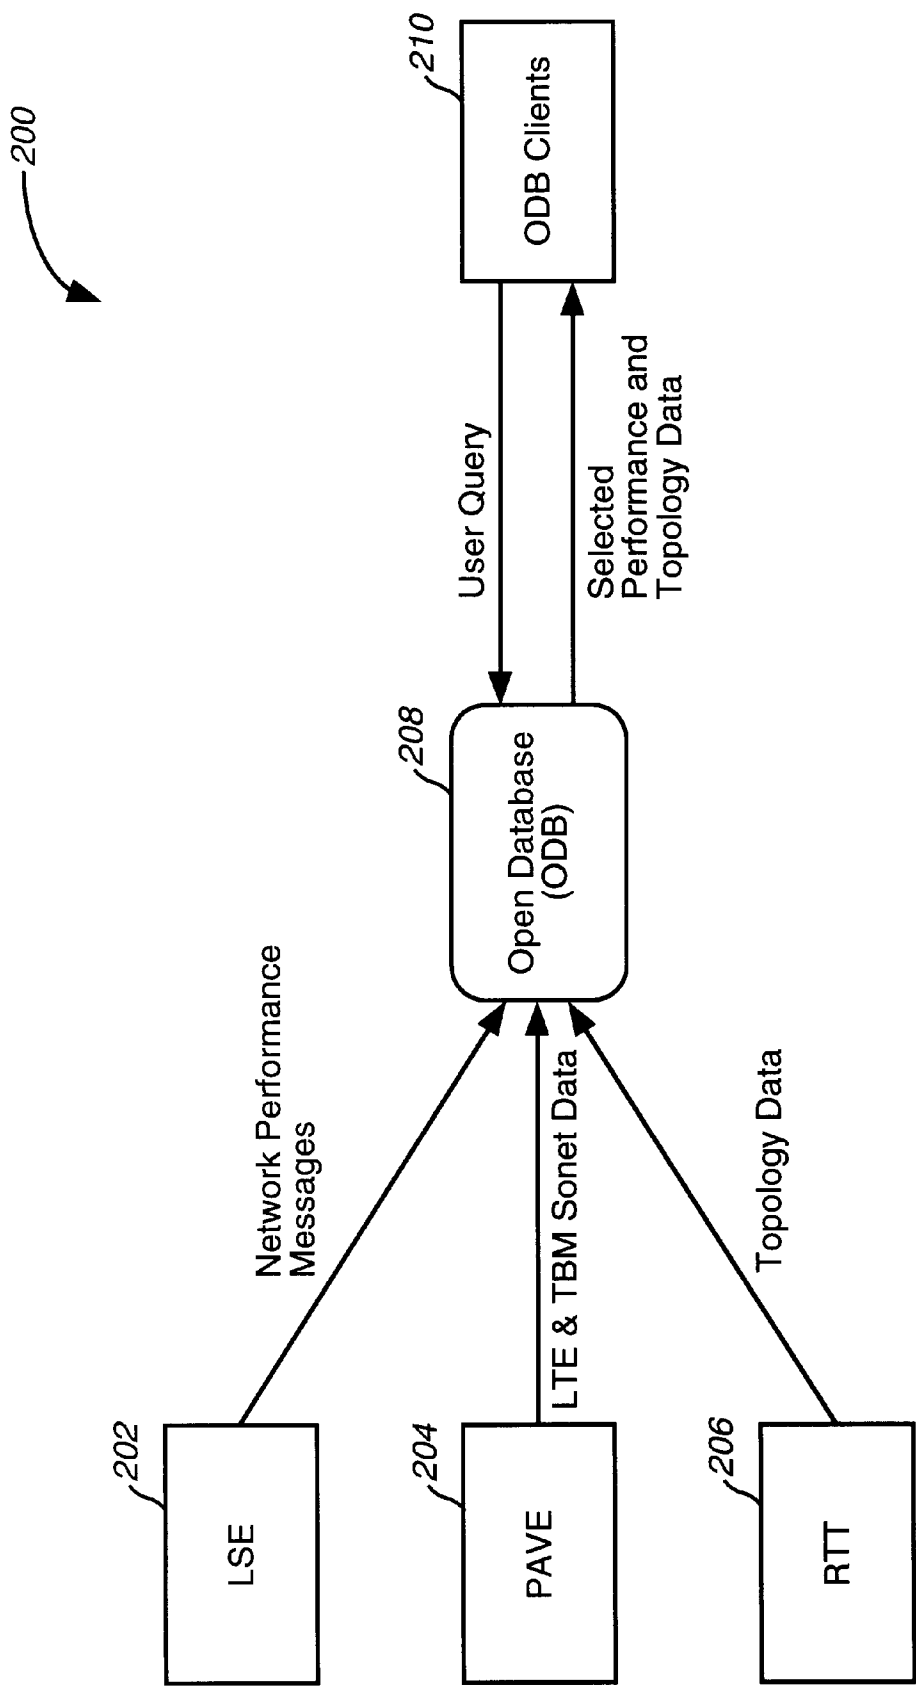 200
202
LSE
Network Performance
Messages
204
PAVE
LTE & TBM Sonet Data
206
RTT
Topology Data
208
Open Database
(ODB)
User Query
Selected
Performance and
Topology Data
210
ODB Clients